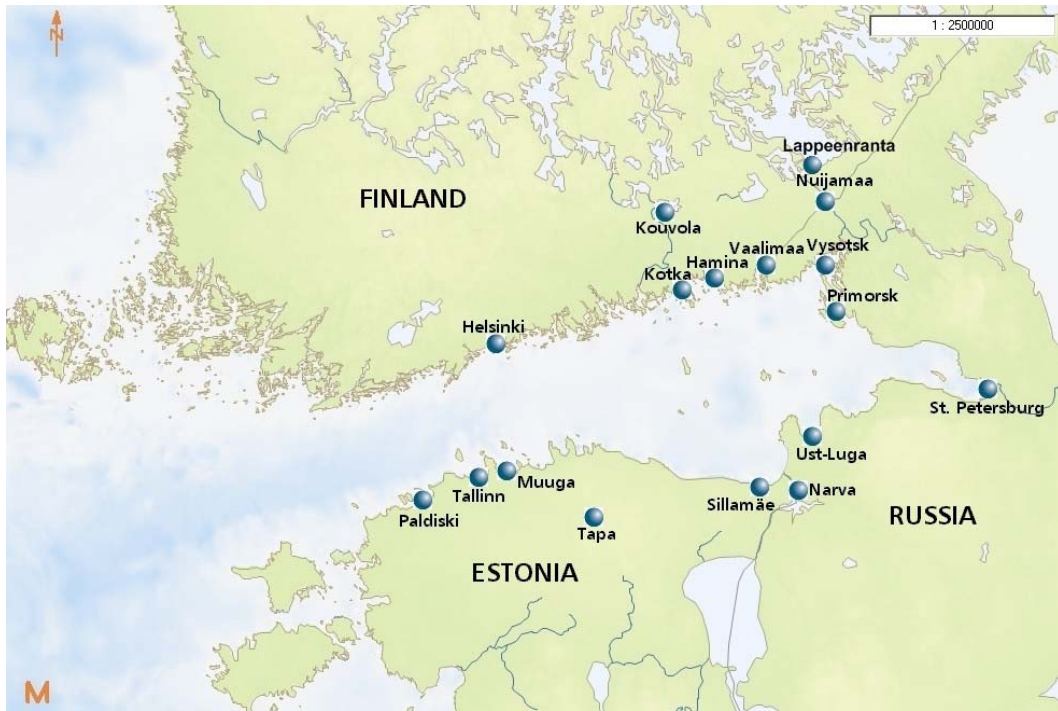 N
1 : 2500000
Lappeenranta
Nuijamaa
FINLAND
Kouvola
Vaalimaa
Vysotsk
Hamina
Kotka
Primorsk
Helsinki
St. Petersburg
Ust-Luga
Muuga
Tallinn
Sillamäe
Narva
Paldiski
RUSSIA
Tapa
ESTONIA
M